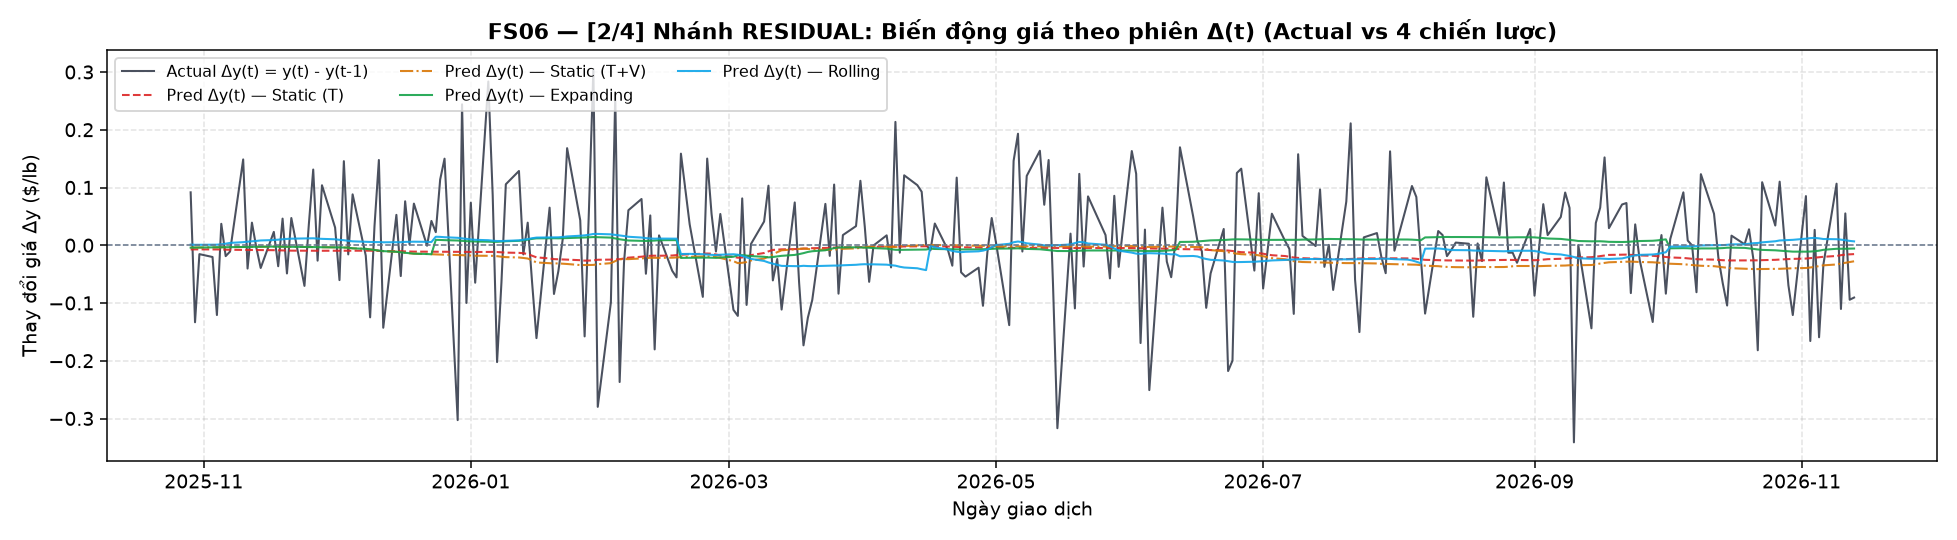 FS06 — [2/4] Nhánh RESIDUAL: Biến động giá theo phiên Δ(t) (Actual vs 4 chiến lược)
Actual Δy(t) = y(t) - y(t-1)
Pred Δy(t) — Static (T)
Pred Δy(t) — Static (T+V)
Pred Δy(t) — Expanding
Pred Δy(t) — Rolling
Thay đổi giá Δy ($/lb)
0.3
0.2
0.1
0.0
−0.1
−0.2
−0.3
2025-11
2026-01
2026-03
2026-05
2026-07
2026-09
2026-11
Ngày giao dịch